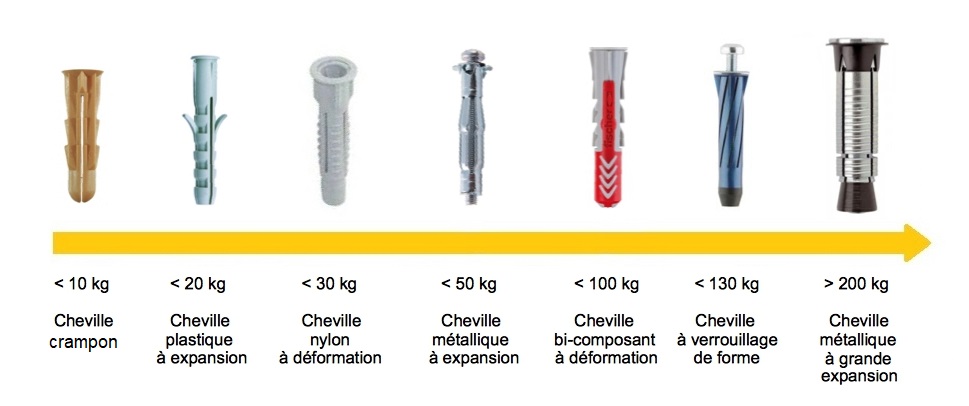 fischer
< 10 kg
< 20 kg
< 30 kg
< 50 kg
< 100 kg
< 130 kg
> 200 kg
Cheville
crampon
Cheville
plastique
à expansion
Cheville
nylon
à déformation
Cheville
métallique
à expansion
Cheville
bi-composant
à déformation
Cheville
à verrouillage
de forme
Cheville
métallique
à grande
expansion